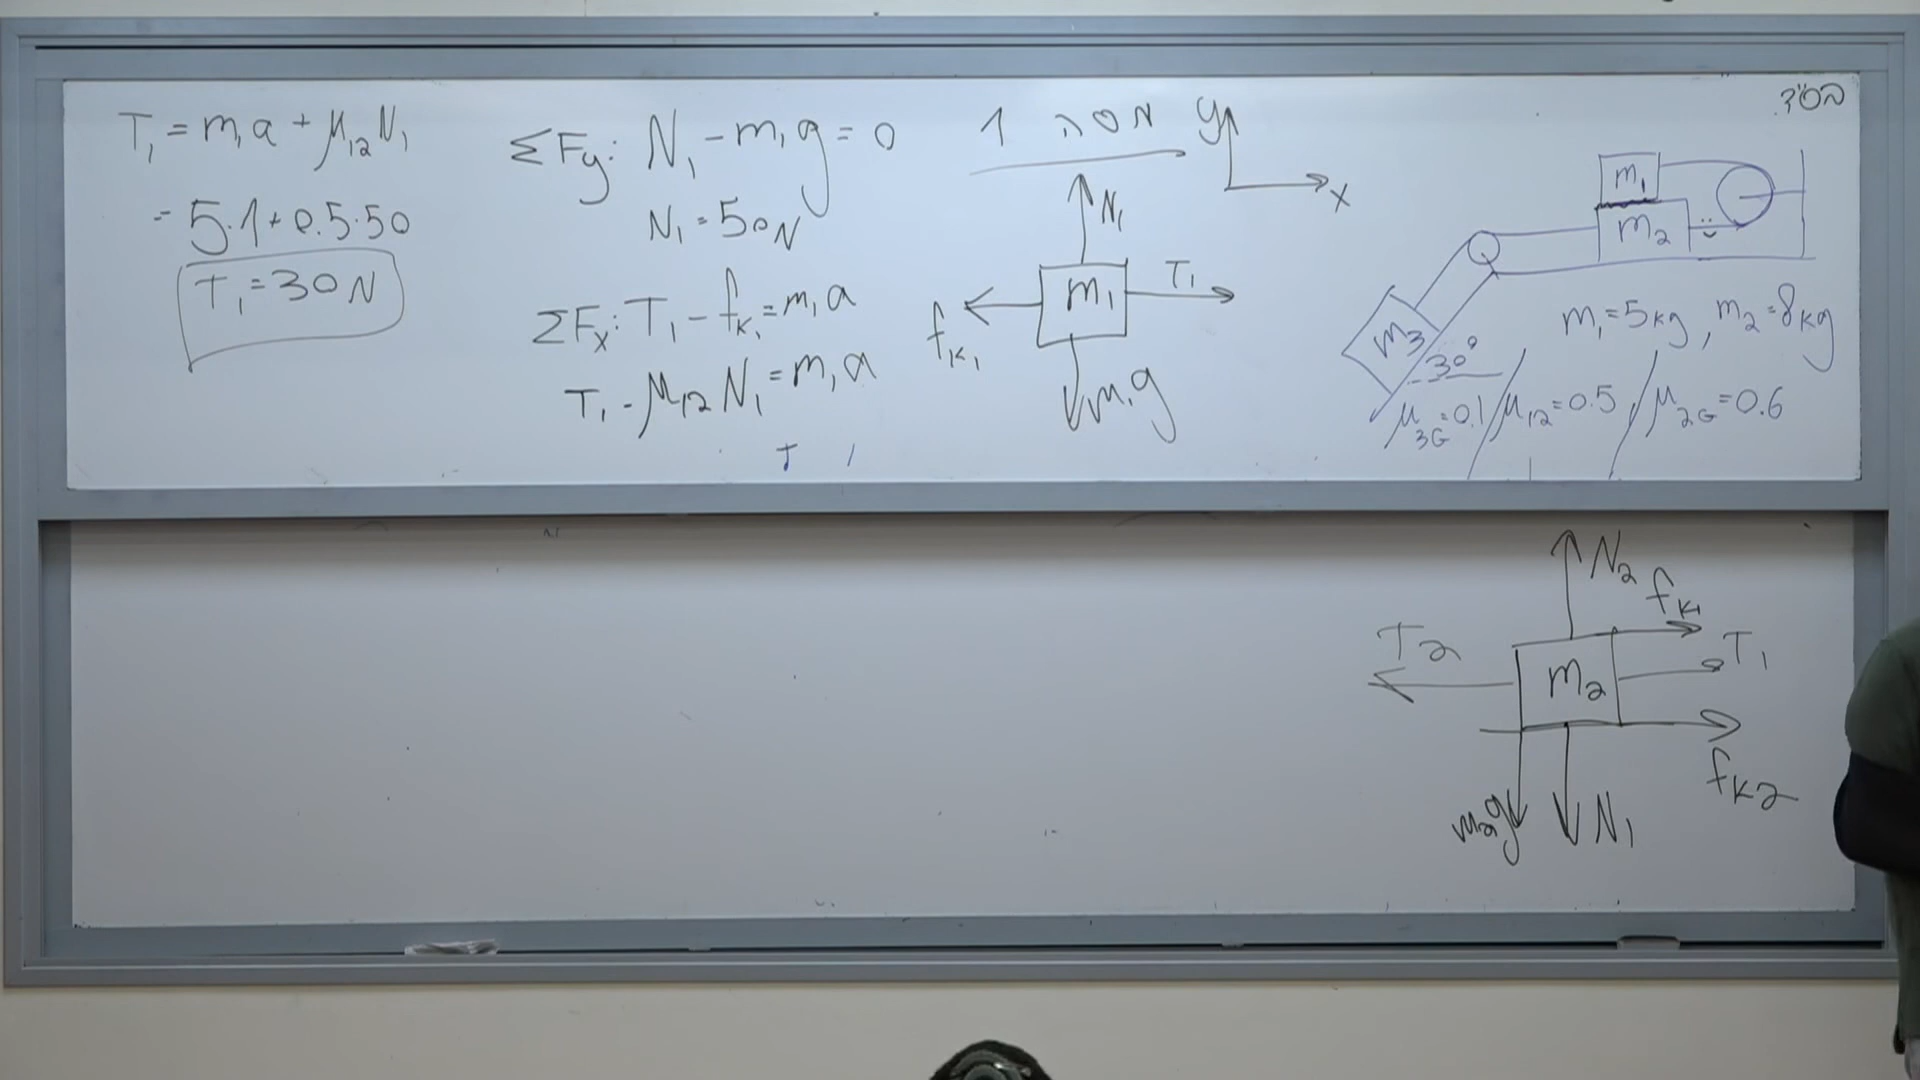 בס"ד
m₁
m₂
m₃
30°
m₁=5kg, m₂=8kg
μ₃G=0.1 / μ₁₂=0.5 / μ₂G=0.6
מסה 1
y
x
N₁
T₁
m₁
fk₁
m₁g
ΣFy: N₁-m₁g=0
N₁=50N
ΣFx: T₁-fk₁=m₁a
T₁-μ₁₂N₁=m₁a
T₁=m₁a+μ₁₂N₁
=5·1+0.5·50
T₁=30N
N₂
fk₁
T₂
T₁
m₂
fk₂
m₂g
N₁